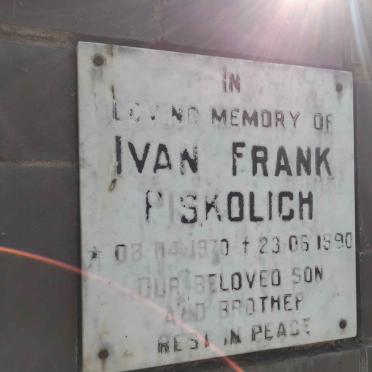 IN
LOVING MEMORY OF
IVAN FRANK
PISKOLICH
* 08 04 1970 † 23.06 1990
OUR BELOVED SON
AND BROTHER
REST IN PEACE